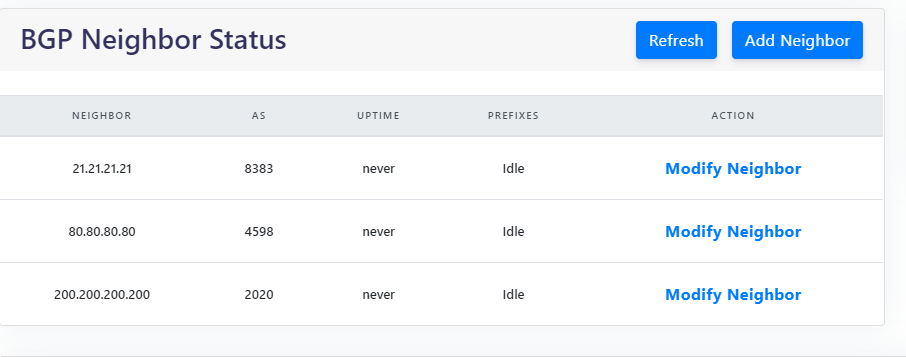 BGP Neighbor Status Refresh Add Neighbor
NEIGHBOR AS UPTIME PREFIXES ACTION
21.21.21.21 8383 never Idle Modify Neighbor
80.80.80.80 4598 never Idle Modify Neighbor
200.200.200.200 2020 never Idle Modify Neighbor